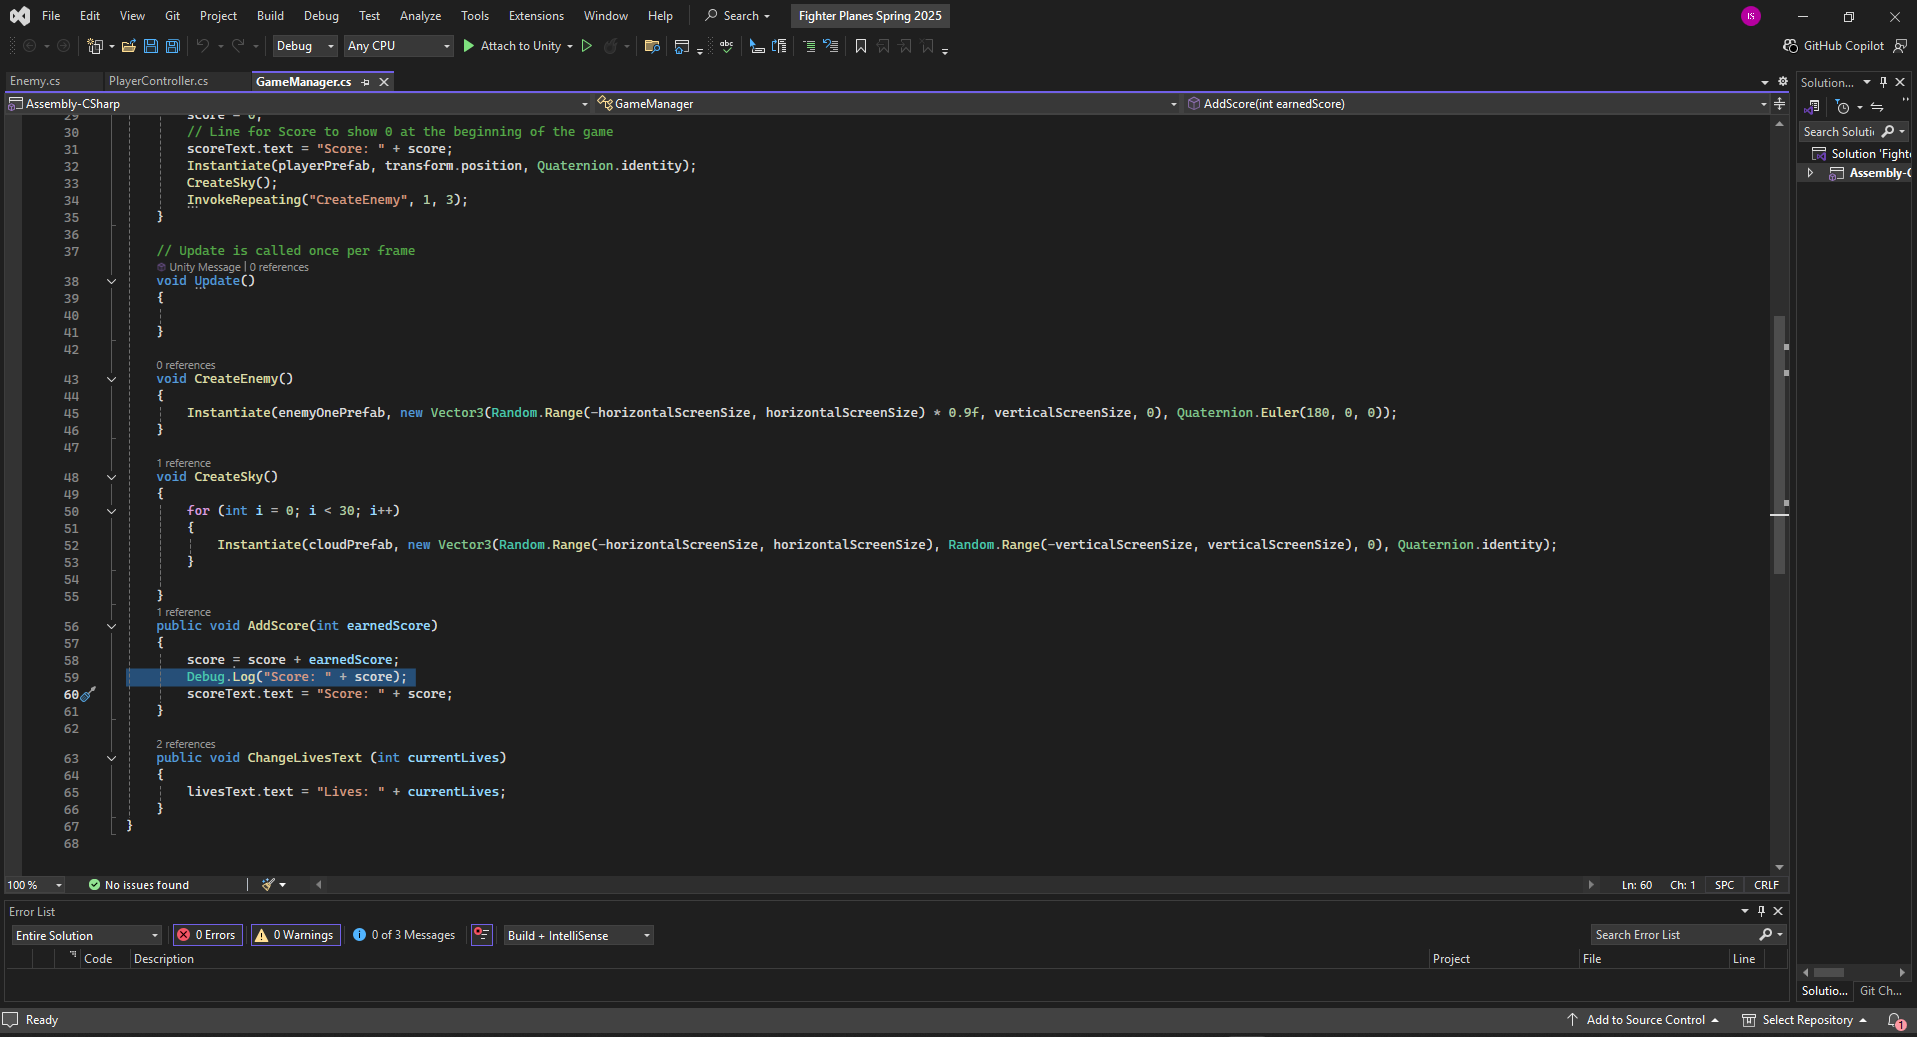 File Edit View Git Project Build Debug Test Analyze Tools Extensions Window Help Search Fighter Planes Spring 2025 IS
Debug Any CPU Attach to Unity GitHub Copilot
Enemy.cs PlayerController.cs GameManager.cs Solution...
Assembly-CSharp GameManager AddScore(int earnedScore)
Search Soluti
Solution 'Fight
Assembly-C
29 score = 0;
30 // Line for Score to show 0 at the beginning of the game
31 scoreText.text = "Score: " + score;
32 Instantiate(playerPrefab, transform.position, Quaternion.identity);
33 CreateSky();
34 InvokeRepeating("CreateEnemy", 1, 3);
35 }
36
37 // Update is called once per frame
Unity Message | 0 references
38 void Update()
39 {
40
41 }
42
0 references
43 void CreateEnemy()
44 {
45 Instantiate(enemyOnePrefab, new Vector3(Random.Range(-horizontalScreenSize, horizontalScreenSize) * 0.9f, verticalScreenSize, 0), Quaternion.Euler(180, 0, 0));
46 }
47
1 reference
48 void CreateSky()
49 {
50 for (int i = 0; i < 30; i++)
51 {
52 Instantiate(cloudPrefab, new Vector3(Random.Range(-horizontalScreenSize, horizontalScreenSize), Random.Range(-verticalScreenSize, verticalScreenSize), 0), Quaternion.identity);
53 }
54
55 }
1 reference
56 public void AddScore(int earnedScore)
57 {
58 score = score + earnedScore;
59 Debug.Log("Score: " + score);
60 scoreText.text = "Score: " + score;
61 }
62
2 references
63 public void ChangeLivesText (int currentLives)
64 {
65 livesText.text = "Lives: " + currentLives;
66 }
67 }
68
100 % No issues found Ln: 60 Ch: 1 SPC CRLF
Error List
Entire Solution 0 Errors 0 Warnings 0 of 3 Messages Build + IntelliSense Search Error List
Code Description Project File Line
Solutio... Git Ch...
Ready Add to Source Control Select Repository 1